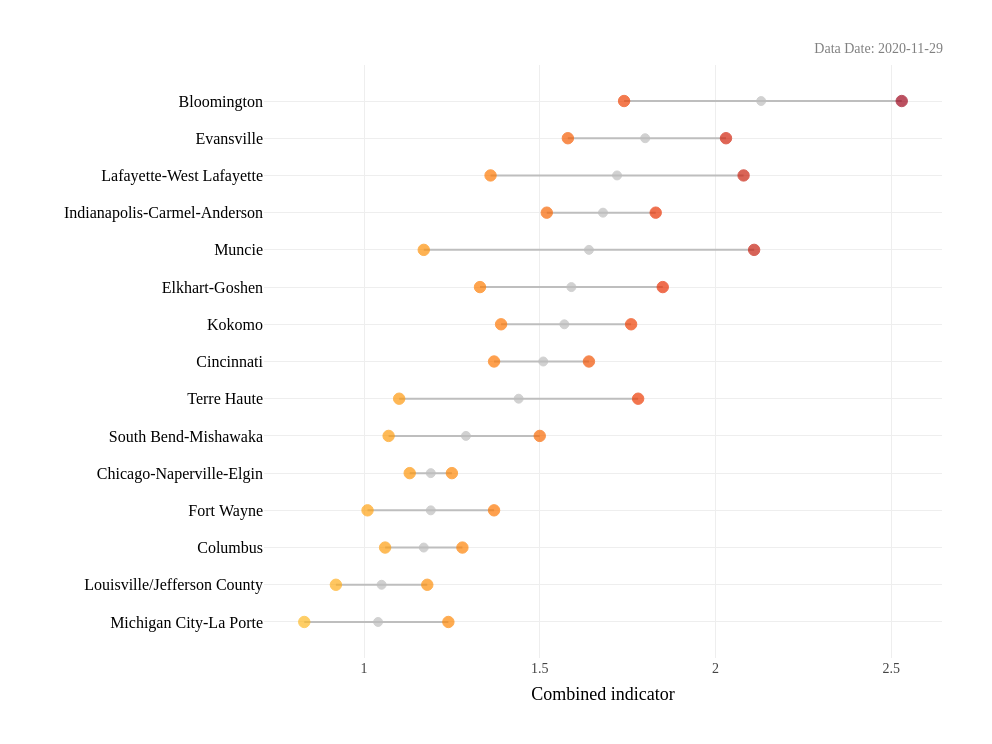 Data Date: 2020-11-29
Bloomington
Evansville
Lafayette-West Lafayette
Indianapolis-Carmel-Anderson
Muncie
Elkhart-Goshen
Kokomo
Cincinnati
Terre Haute
South Bend-Mishawaka
Chicago-Naperville-Elgin
Fort Wayne
Columbus
Louisville/Jefferson County
Michigan City-La Porte
1 1.5 2 2.5
Combined indicator